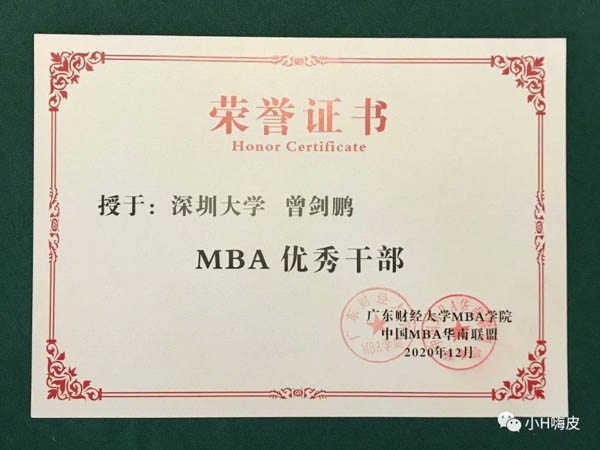 荣誉证书
Honor Certificate
授于：深圳大学 曾剑鹏
MBA 优秀干部
广东财经大学MBA学院
中国MBA华南联盟
2020年12月
小H嗨皮